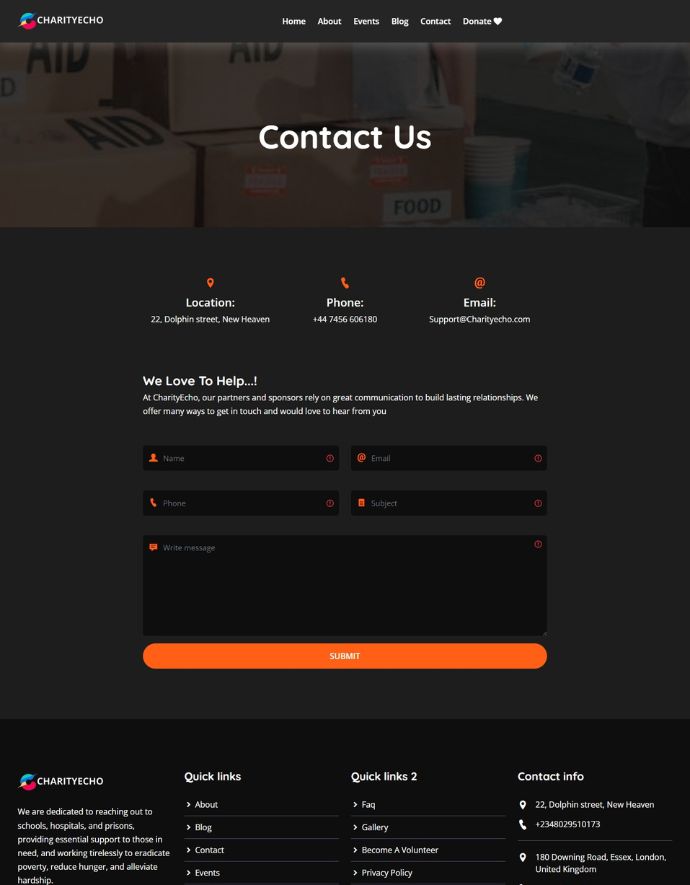 CHARITYECHO
Home About Events Blog Contact Donate
AID
AID
D
AID
FOOD
Contact Us
Location: Phone: Email:
22, Dolphin street, New Heaven +44 7456 606180 Support@Charityecho.com
We Love To Help...!
At CharityEcho, our partners and sponsors rely on great communication to build lasting relationships. We
offer many ways to get in touch and would love to hear from you
Name Email
Phone Subject
Write message
SUBMIT
CHARITYECHO
We are dedicated to reaching out to
schools, hospitals, and prisons,
providing essential support to those in
need, and working tirelessly to eradicate
poverty, reduce hunger, and alleviate
hardship.
Quick links
About
Blog
Contact
Events
Quick links 2
Faq
Gallery
Become A Volunteer
Privacy Policy
Contact info
22, Dolphin street, New Heaven
+2348029510173
180 Downing Road, Essex, London,
United Kingdom